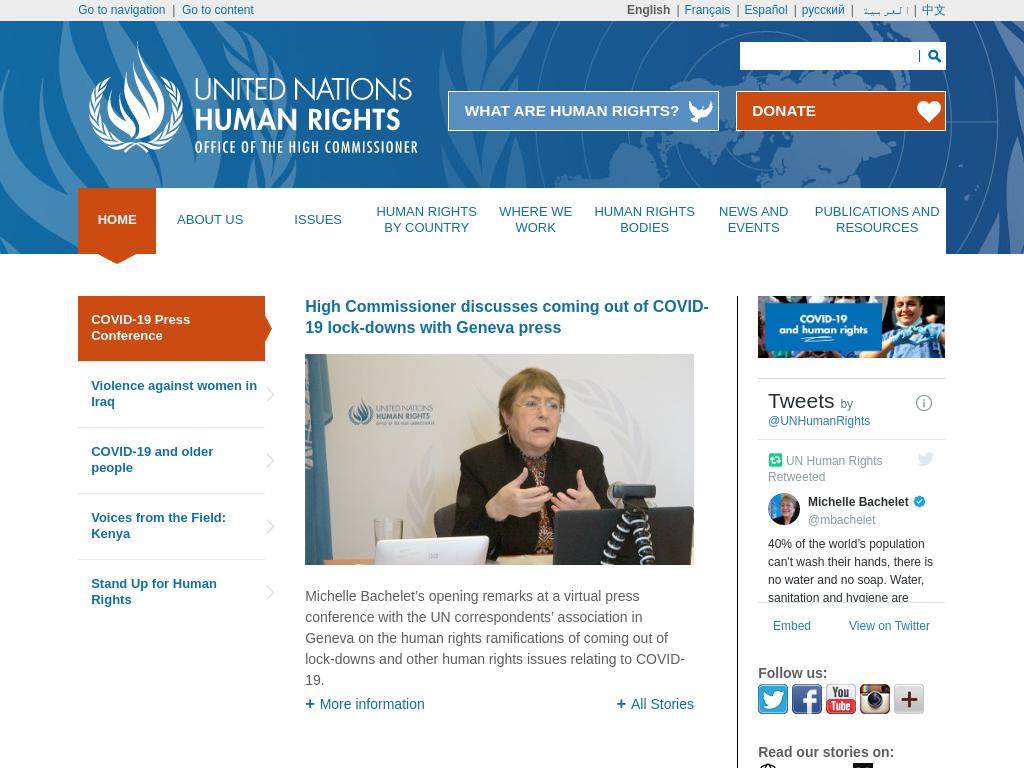 Go to navigation | Go to content
English | Français | Español | русский | العربية | 中文
UNITED NATIONS
HUMAN RIGHTS
OFFICE OF THE HIGH COMMISSIONER
WHAT ARE HUMAN RIGHTS?
DONATE
HOME
ABOUT US
ISSUES
HUMAN RIGHTS
BY COUNTRY
WHERE WE
WORK
HUMAN RIGHTS
BODIES
NEWS AND
EVENTS
PUBLICATIONS AND
RESOURCES
COVID-19 Press
Conference
Violence against women in
Iraq
COVID-19 and older
people
Voices from the Field:
Kenya
Stand Up for Human
Rights
High Commissioner discusses coming out of COVID-
19 lock-downs with Geneva press
UNITED NATIONS
HUMAN RIGHTS
OFFICE OF THE HIGH COMMISSIONER
Michelle Bachelet’s opening remarks at a virtual press
conference with the UN correspondents’ association in
Geneva on the human rights ramifications of coming out of
lock-downs and other human rights issues relating to COVID-
19.
+ More information
+ All Stories
COVID-19
and human rights
Tweets by
@UNHumanRights
UN Human Rights
Retweeted
Michelle Bachelet
@mbachelet
40% of the world’s population
can't wash their hands, there is
no water and no soap. Water,
sanitation and hygiene are
Embed
View on Twitter
Follow us:
You
Tube
Read our stories on: